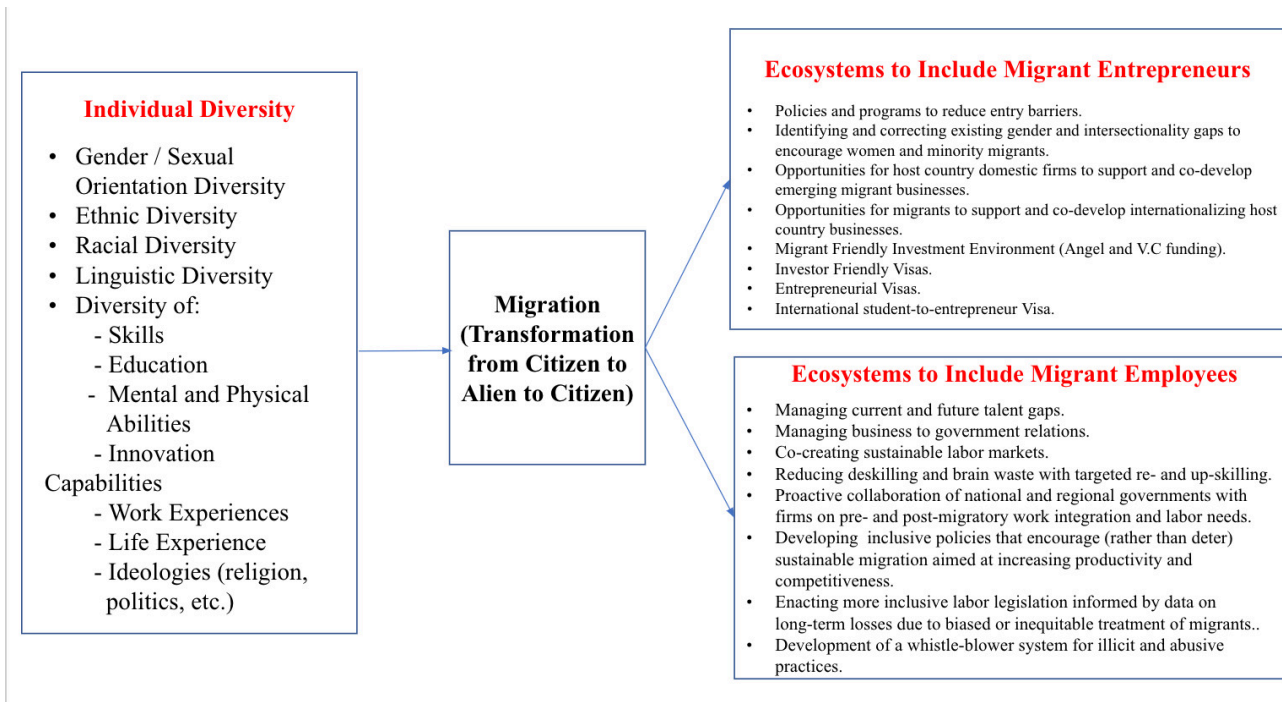 Individual Diversity
• Gender / Sexual
Orientation Diversity
• Ethnic Diversity
• Racial Diversity
• Linguistic Diversity
• Diversity of:
- Skills
- Education
- Mental and Physical
Abilities
- Innovation
Capabilities
- Work Experiences
- Life Experience
- Ideologies (religion,
politics, etc.)
Migration
(Transformation
from Citizen to
Alien to Citizen)
Ecosystems to Include Migrant Entrepreneurs
• Policies and programs to reduce entry barriers.
• Identifying and correcting existing gender and intersectionality gaps to
encourage women and minority migrants.
• Opportunities for host country domestic firms to support and co-develop
emerging migrant businesses.
• Opportunities for migrants to support and co-develop internationalizing host
country businesses.
• Migrant Friendly Investment Environment (Angel and V.C funding).
• Investor Friendly Visas.
• Entrepreneurial Visas.
• International student-to-entrepreneur Visa.
Ecosystems to Include Migrant Employees
• Managing current and future talent gaps.
• Managing business to government relations.
• Co-creating sustainable labor markets.
• Reducing deskilling and brain waste with targeted re- and up-skilling.
• Proactive collaboration of national and regional governments with
firms on pre- and post-migratory work integration and labor needs.
• Developing inclusive policies that encourage (rather than deter)
sustainable migration aimed at increasing productivity and
competitiveness.
• Enacting more inclusive labor legislation informed by data on
long-term losses due to biased or inequitable treatment of migrants..
• Development of a whistle-blower system for illicit and abusive
practices.